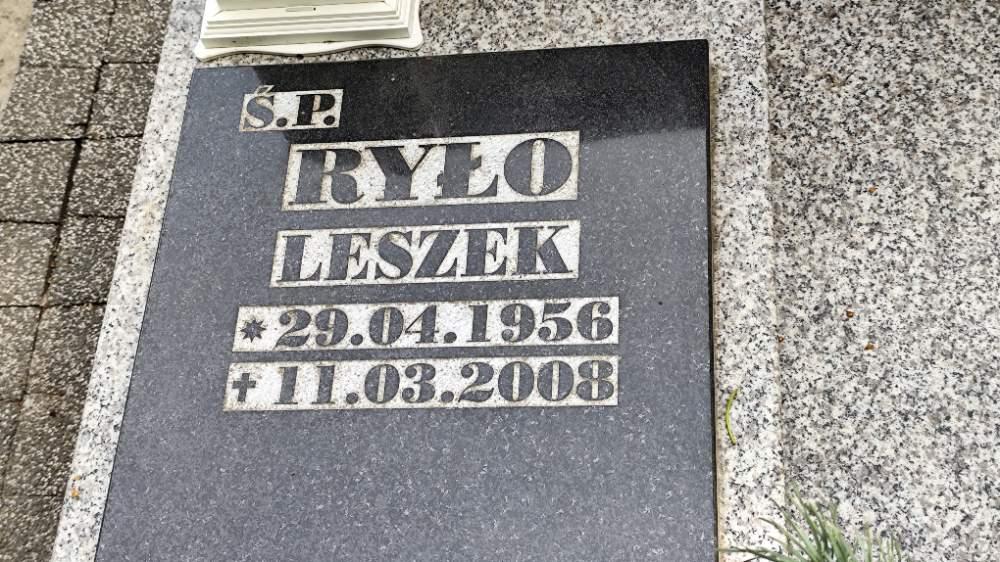 Ś.P.
RYŁO
LESZEK
* 29.04.1956
✝ 11.03.2008